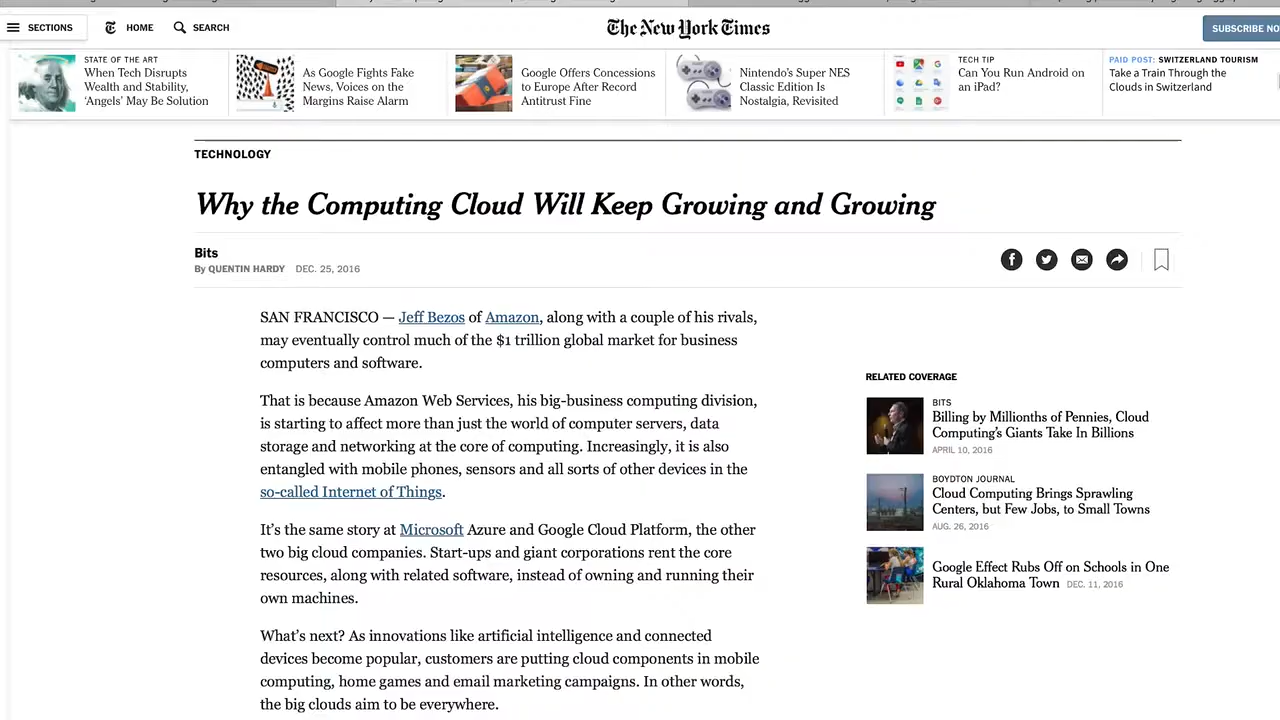 SECTIONS
HOME
SEARCH
The New York Times
SUBSCRIBE NO
STATE OF THE ART
When Tech Disrupts
Wealth and Stability,
'Angels' May Be Solution
As Google Fights Fake
News, Voices on the
Margins Raise Alarm
Google Offers Concessions
to Europe After Record
Antitrust Fine
Nintendo's Super NES
Classic Edition Is
Nostalgia, Revisited
TECH TIP
Can You Run Android on
an iPad?
PAID POST: SWITZERLAND TOURISM
Take a Train Through the
Clouds in Switzerland
TECHNOLOGY
Why the Computing Cloud Will Keep Growing and Growing
Bits
By QUENTIN HARDY DEC. 25, 2016
SAN FRANCISCO — Jeff Bezos of Amazon, along with a couple of his rivals,
may eventually control much of the $1 trillion global market for business
computers and software.
That is because Amazon Web Services, his big-business computing division,
is starting to affect more than just the world of computer servers, data
storage and networking at the core of computing. Increasingly, it is also
entangled with mobile phones, sensors and all sorts of other devices in the
so-called Internet of Things.
It's the same story at Microsoft Azure and Google Cloud Platform, the other
two big cloud companies. Start-ups and giant corporations rent the core
resources, along with related software, instead of owning and running their
own machines.
What's next? As innovations like artificial intelligence and connected
devices become popular, customers are putting cloud components in mobile
computing, home games and email marketing campaigns. In other words,
the big clouds aim to be everywhere.
RELATED COVERAGE
BITS
Billing by Millionths of Pennies, Cloud
Computing's Giants Take In Billions
APRIL 10, 2016
BOYDTON JOURNAL
Cloud Computing Brings Sprawling
Centers, but Few Jobs, to Small Towns
AUG. 26, 2016
Google Effect Rubs Off on Schools in One
Rural Oklahoma Town DEC. 11, 2016